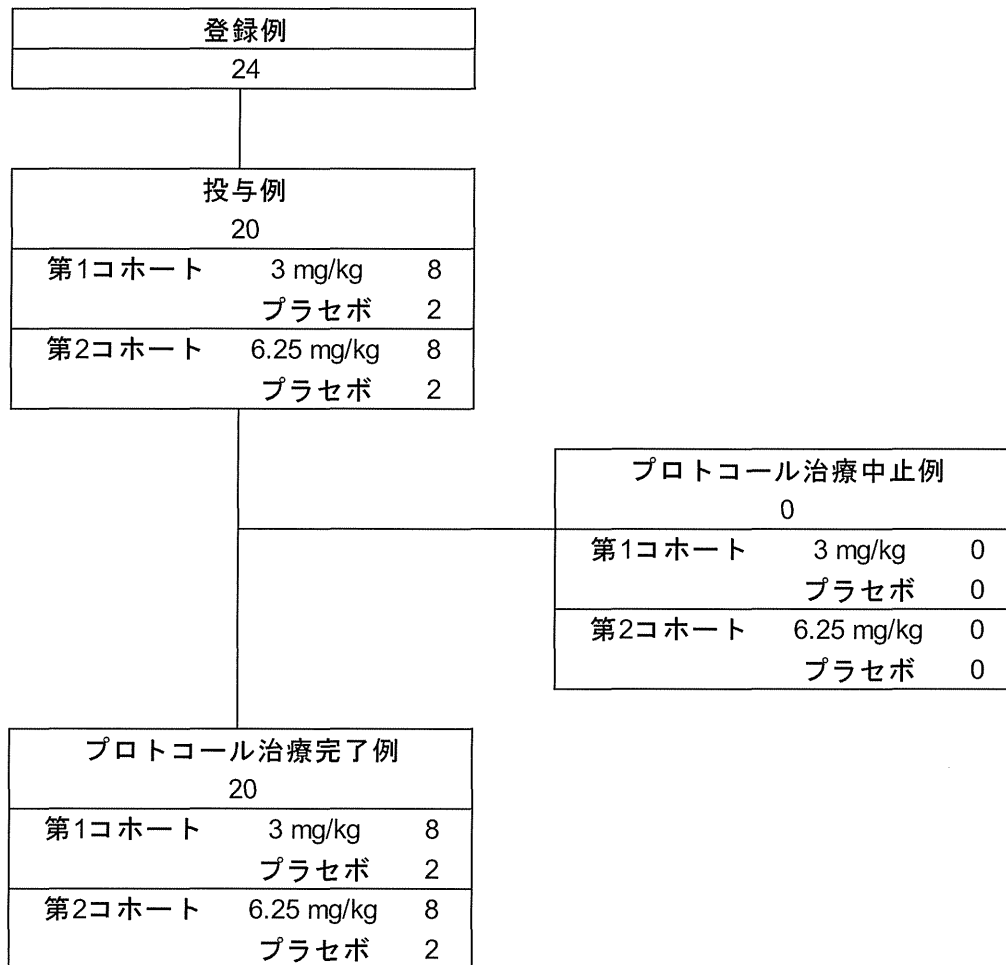 登録例
24
投与例
20
第1コホート 3 mg/kg 8
プラセボ 2
第2コホート 6.25 mg/kg 8
プラセボ 2
プロトコール治療中止例
0
第1コホート 3 mg/kg 0
プラセボ 0
第2コホート 6.25 mg/kg 0
プラセボ 0
プロトコール治療完了例
20
第1コホート 3 mg/kg 8
プラセボ 2
第2コホート 6.25 mg/kg 8
プラセボ 2